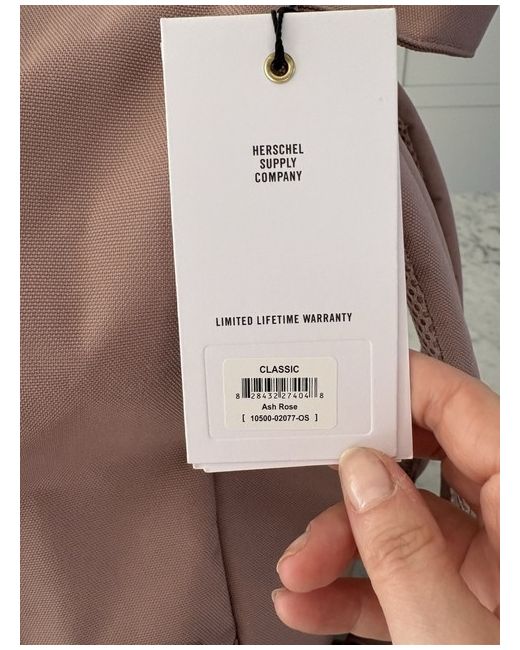 HERSCHEL
SUPPLY
COMPANY
LIMITED LIFETIME WARRANTY
CLASSIC
8 28432 27404 8
Ash Rose
[ 10500-02077-OS ]